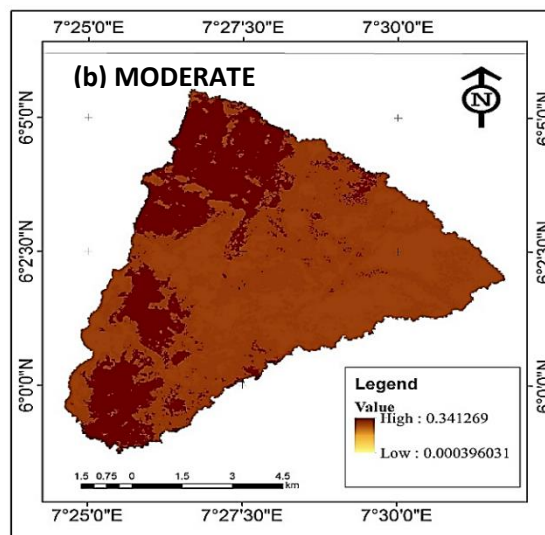 7°25'0"E 7°27'30"E 7°30'0"E
(b) MODERATE
N
6°5'0"N 6°5'0"N
6°2'30"N 6°2'30"N
6°0'0"N 6°0'0"N
Legend
Value
High : 0.341269
Low : 0.000396031
1.5 0.75 0 1.5 3 4.5
km
7°25'0"E 7°27'30"E 7°30'0"E